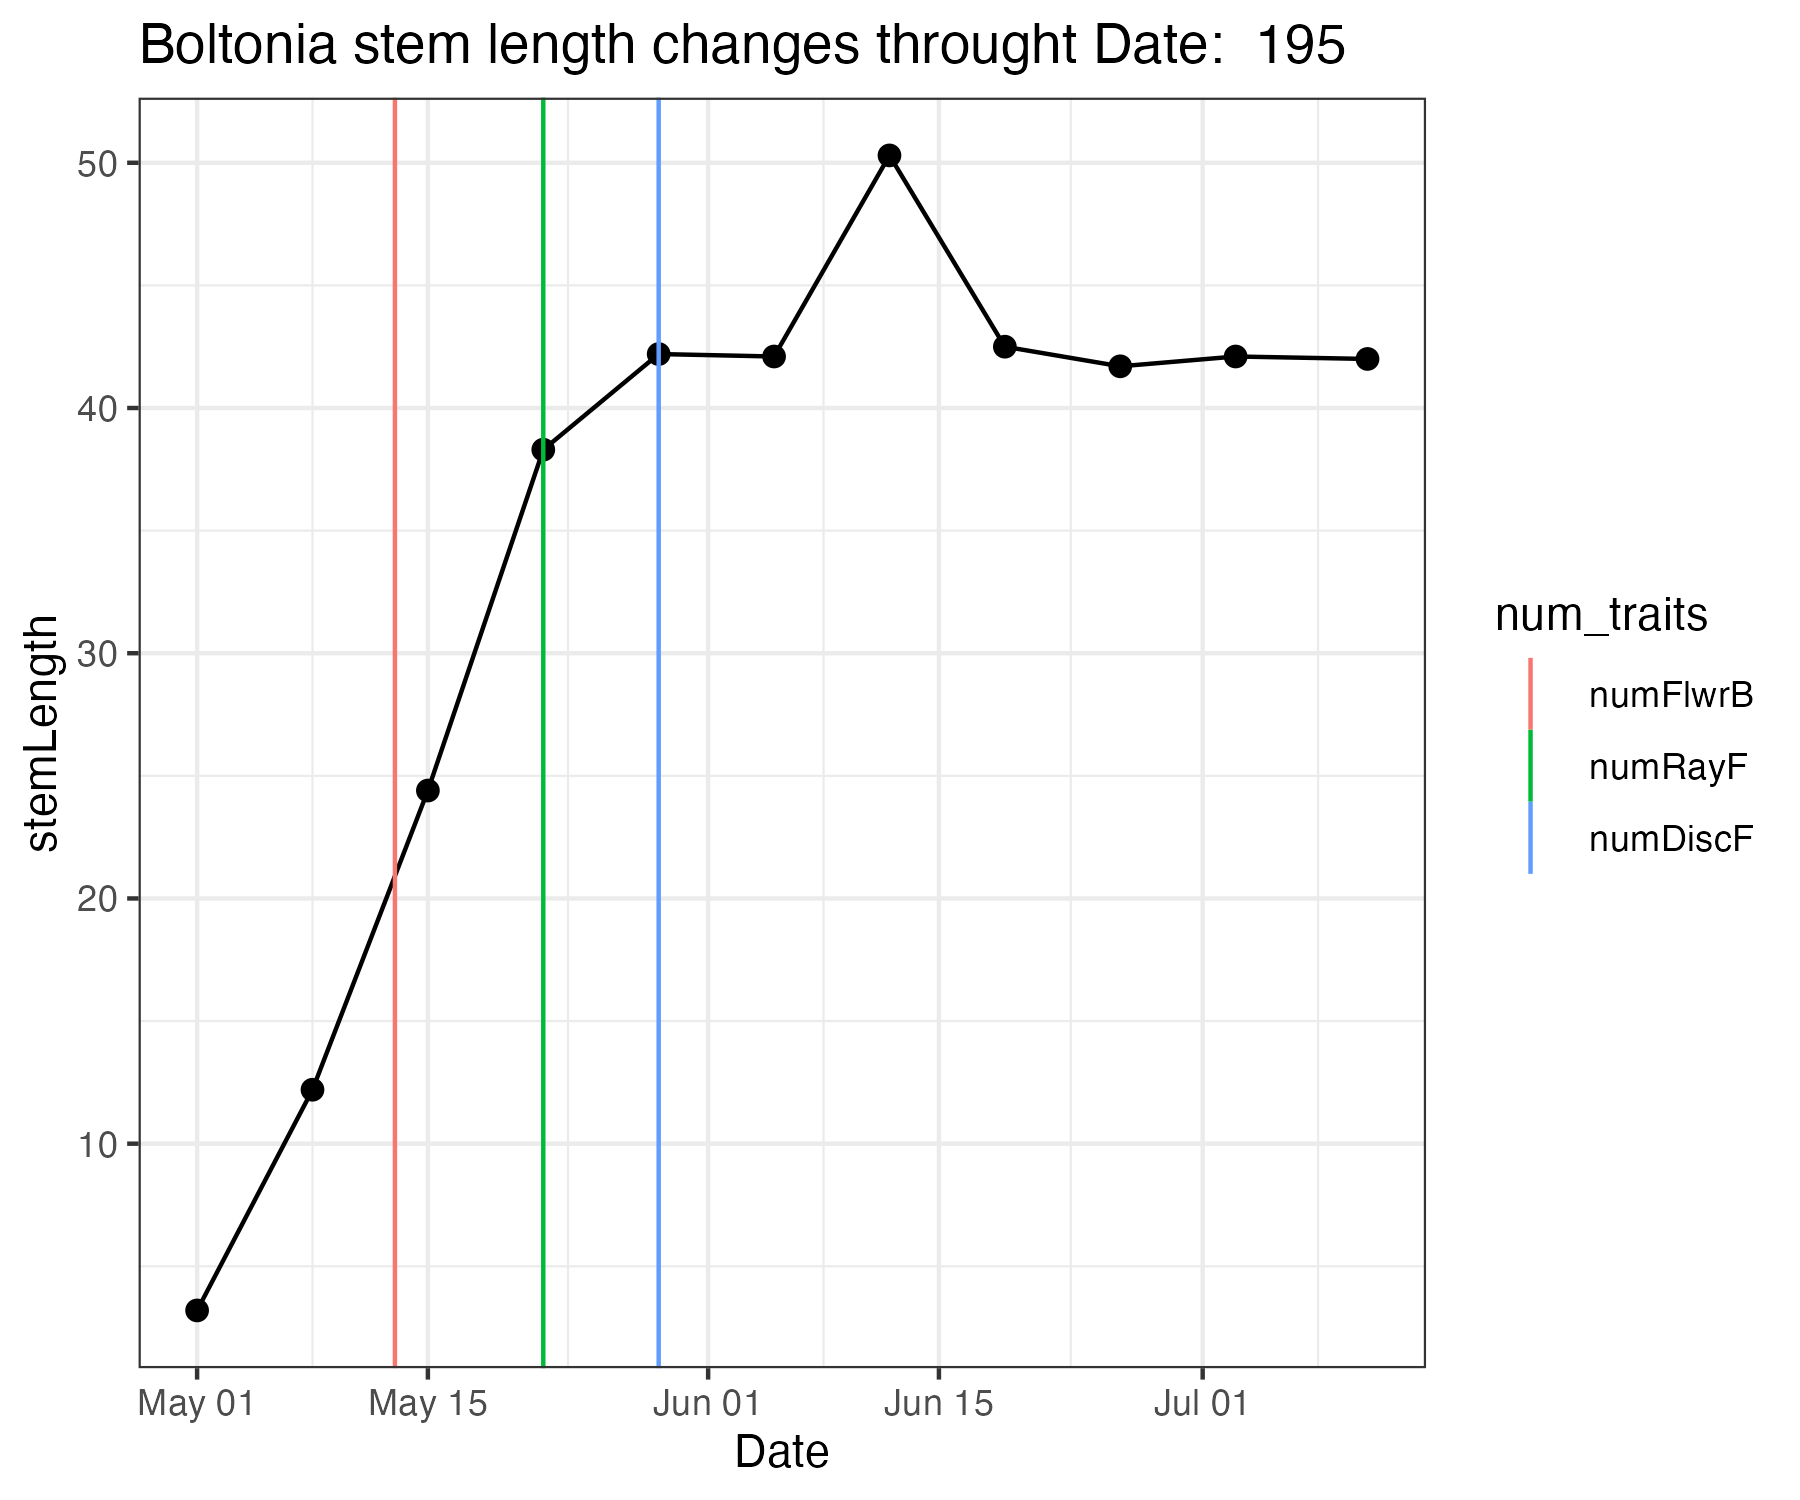 Boltonia stem length changes throught Date:  195
50
40
30
20
10
stemLength
May 01
May 15
Jun 01
Jun 15
Jul 01
Date
num_traits
numFlwrB
numRayF
numDiscF